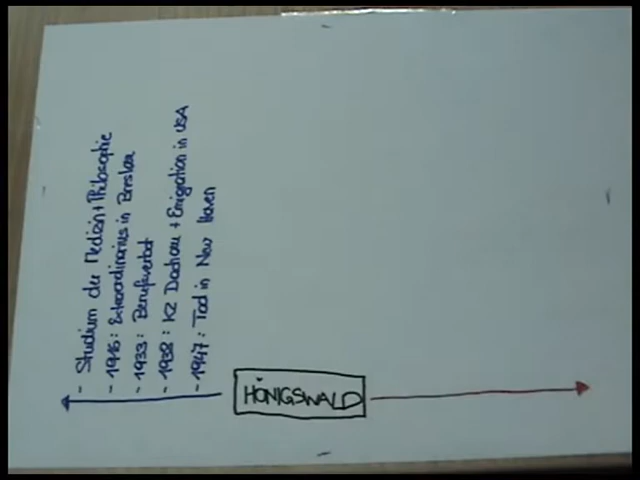 - Studium der Medizin + Philosophie
- 1916: Extraordinarius in Breslau
- 1933: Berufsverbot
- 1938: KZ Dachau + Emigration in USA
- 1947: Tod in New Haven
HÖNIGSWALD